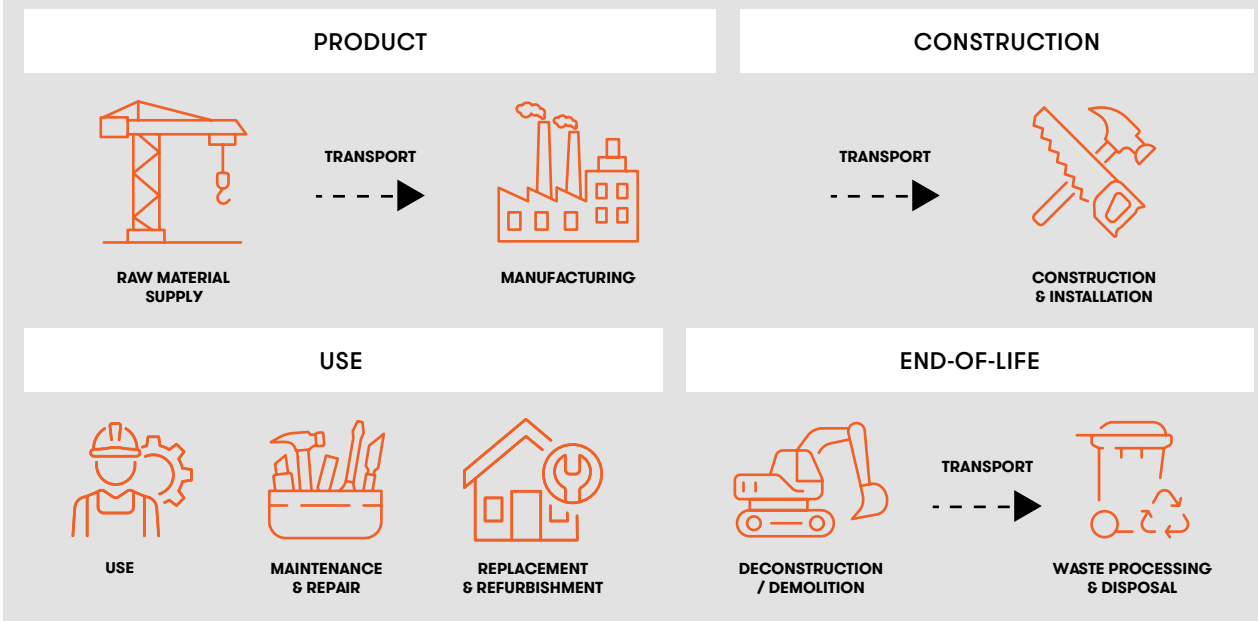 PRODUCT
CONSTRUCTION
TRANSPORT
TRANSPORT
RAW MATERIAL
SUPPLY
MANUFACTURING
CONSTRUCTION
& INSTALLATION
USE
END-OF-LIFE
TRANSPORT
USE
MAINTENANCE
& REPAIR
REPLACEMENT
& REFURBISHMENT
DECONSTRUCTION
/ DEMOLITION
WASTE PROCESSING
& DISPOSAL